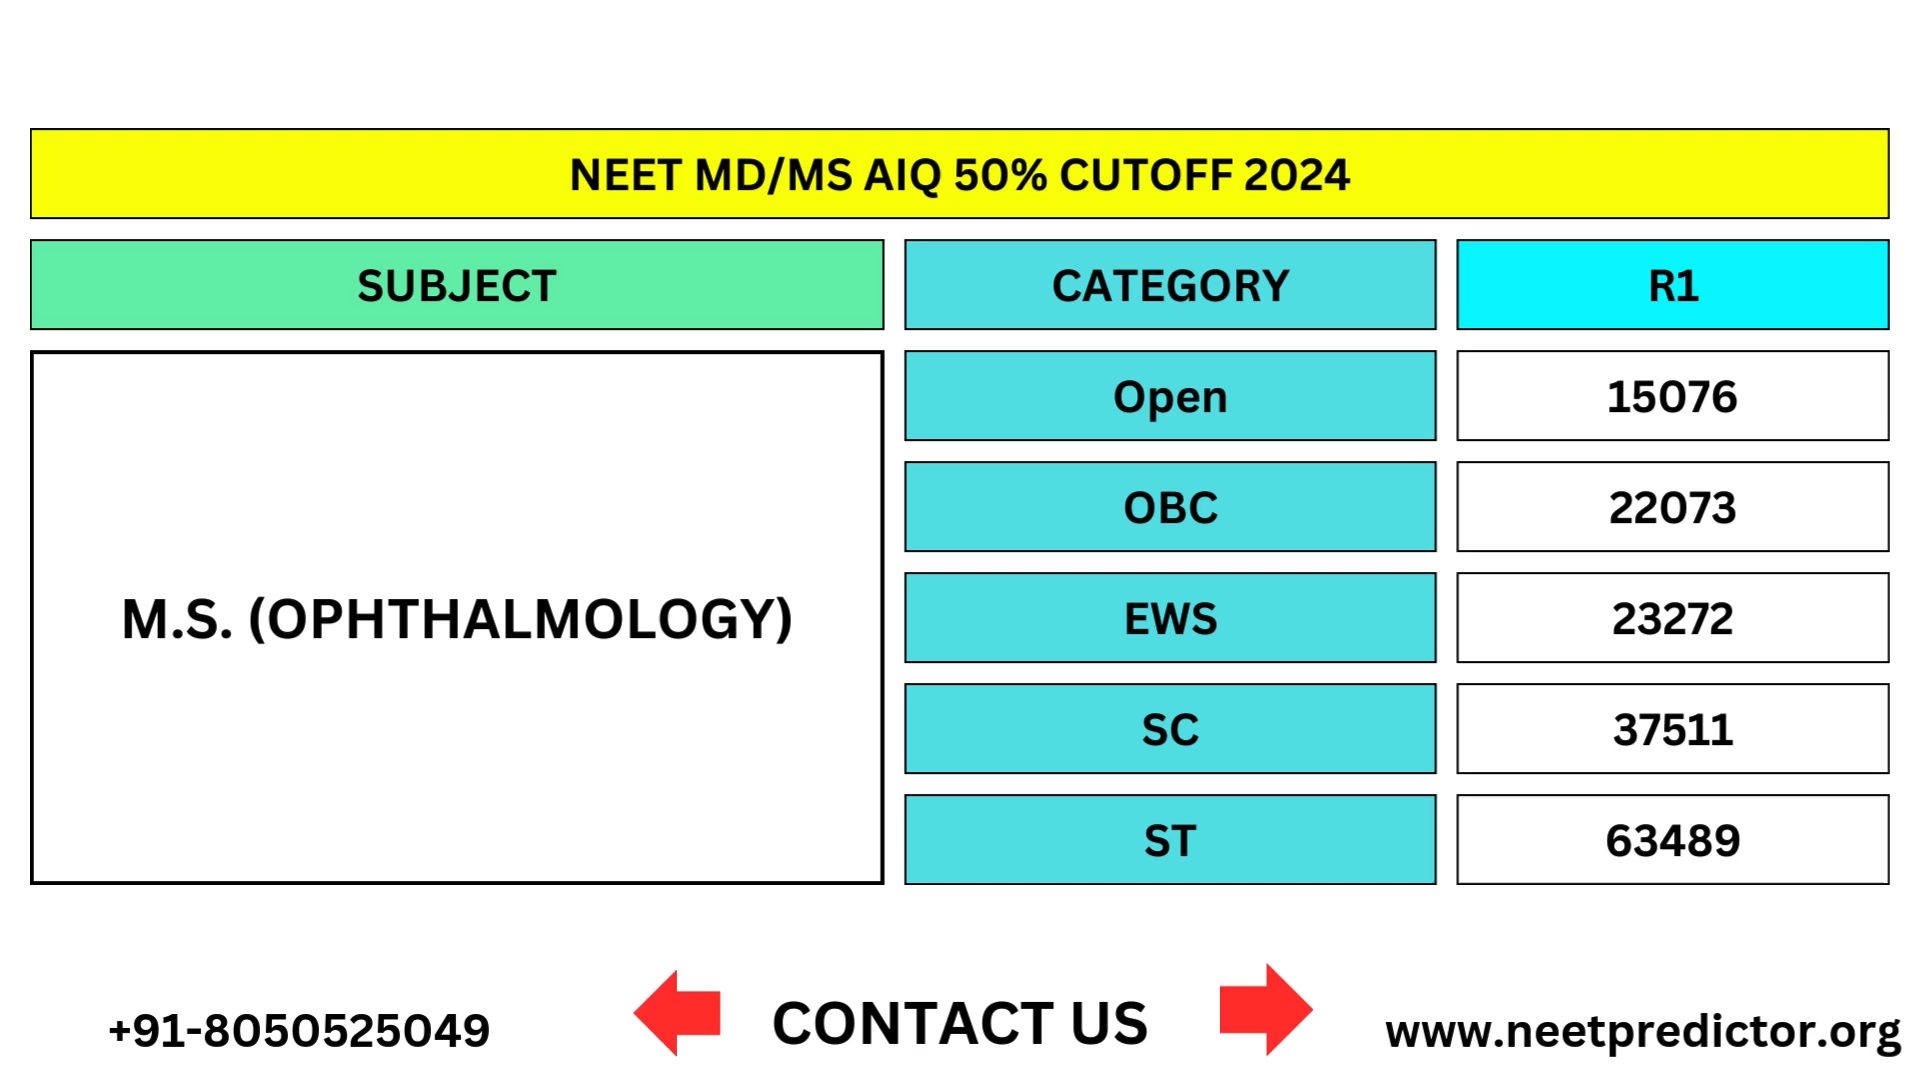 NEET MD/MS AIQ 50% CUTOFF 2024
SUBJECT CATEGORY R1
M.S. (OPHTHALMOLOGY)
Open 15076
OBC 22073
EWS 23272
SC 37511
ST 63489
+91-8050525049 CONTACT US www.neetpredictor.org